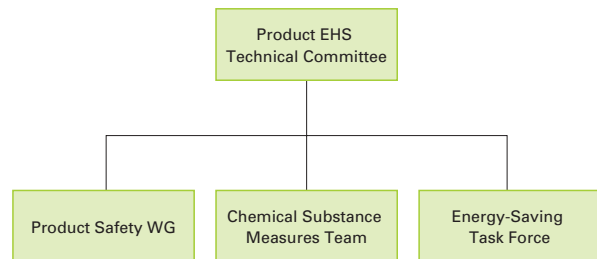 Product EHS
Technical Committee
Product Safety WG
Chemical Substance
Measures Team
Energy-Saving
Task Force